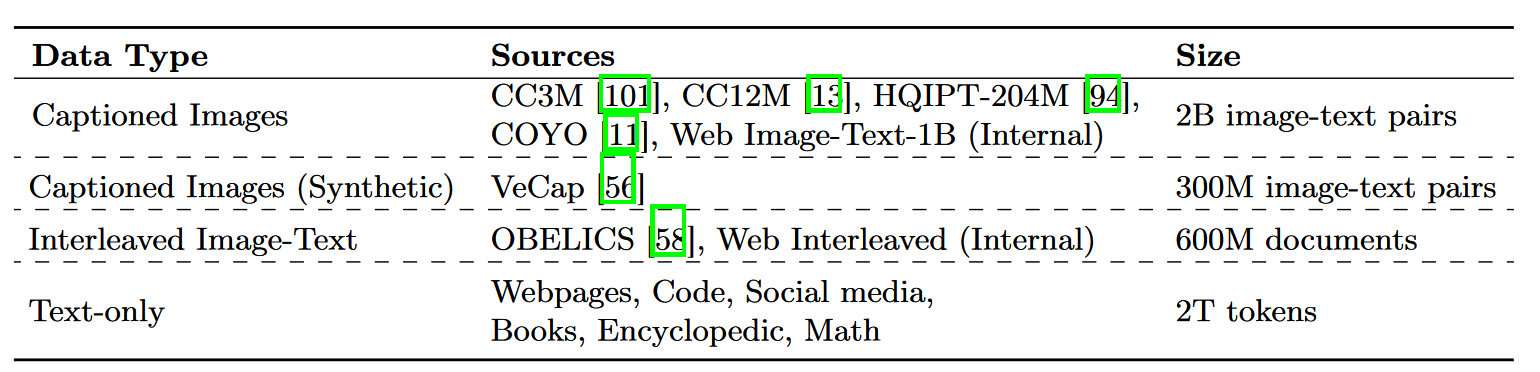 Data Type Sources Size
Captioned Images CC3M [101], CC12M [13], HQIPT-204M [94],
COYO [11], Web Image-Text-1B (Internal) 2B image-text pairs
Captioned Images (Synthetic) VeCap [56] 300M image-text pairs
Interleaved Image-Text OBELICS [58], Web Interleaved (Internal) 600M documents
Text-only Webpages, Code, Social media,
Books, Encyclopedic, Math 2T tokens